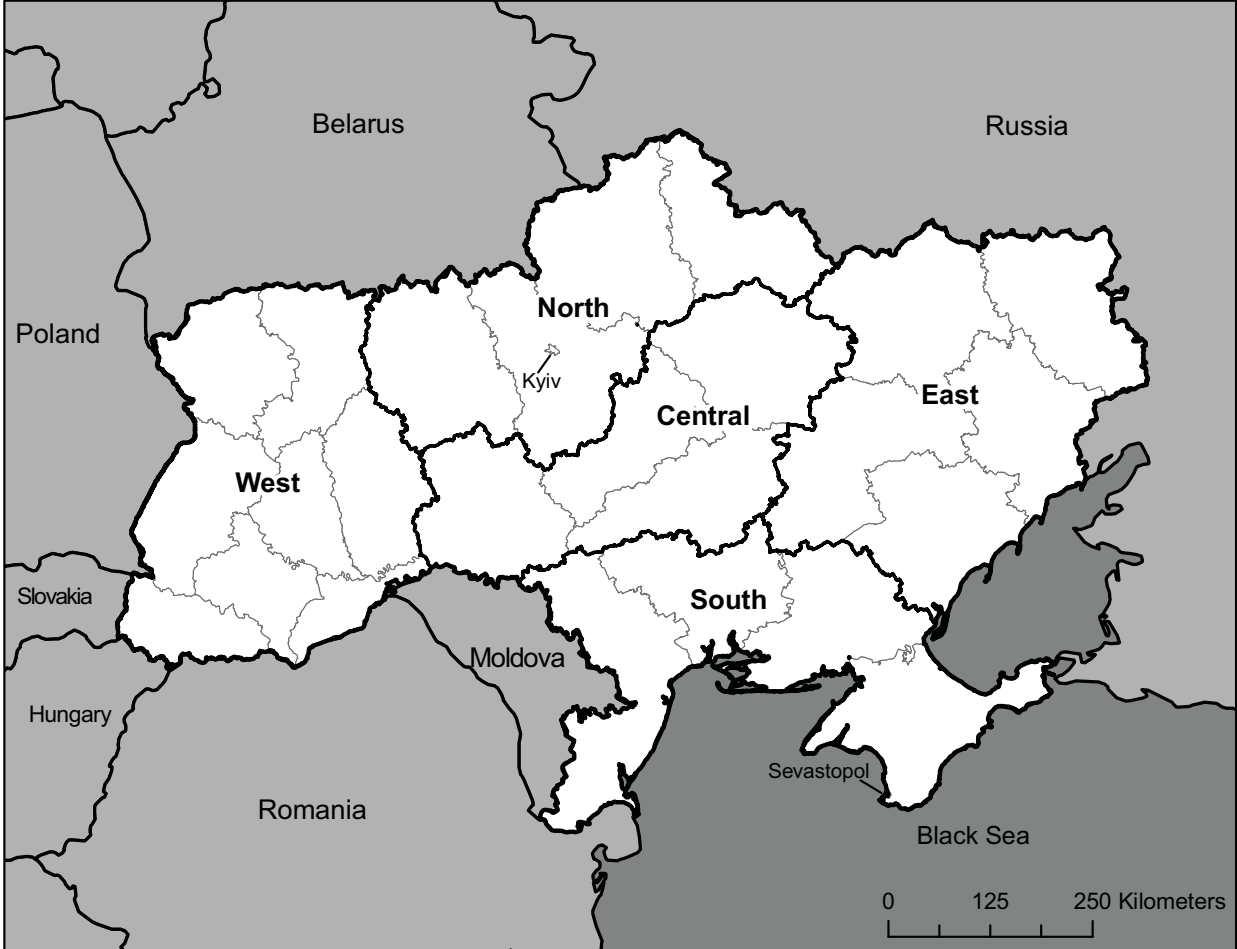 Belarus
Russia
North
Poland
Kyiv
East
Central
West
Slovakia
South
Moldova
Hungary
Sevastopol
Romania
Black Sea
0 125 250 Kilometers